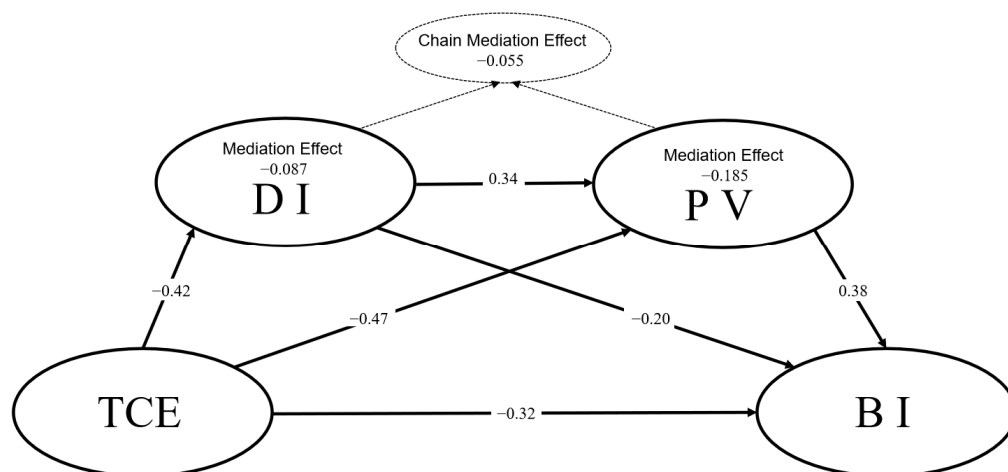 Chain Mediation Effect
−0.055
Mediation Effect
−0.087
D I
Mediation Effect
−0.185
P V
0.34
−0.42
−0.47
−0.20
0.38
TCE
−0.32
B I